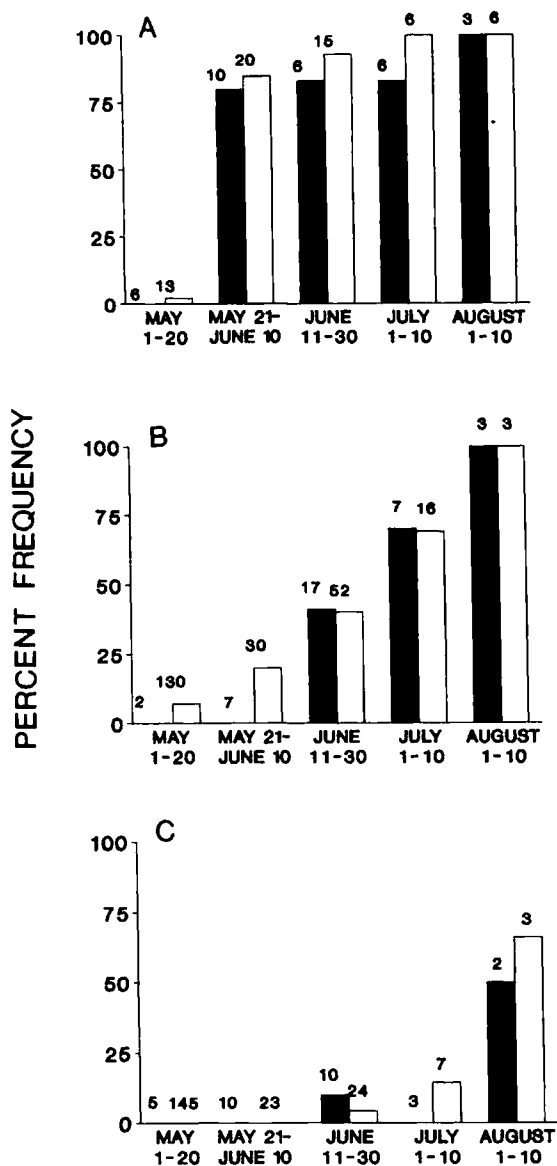 PERCENT FREQUENCY
A
100
75
50
25
0
6 13
10 20
6 15
6 6
3 6
MAY 1-20
MAY 21-JUNE 10
JUNE 11-30
JULY 1-10
AUGUST 1-10
B
100
75
50
25
0
2 130
7 30
17 52
7 16
3 3
MAY 1-20
MAY 21-JUNE 10
JUNE 11-30
JULY 1-10
AUGUST 1-10
C
100
75
50
25
0
5 145
10 23
10 24
3 7
2 3
MAY 1-20
MAY 21-JUNE 10
JUNE 11-30
JULY 1-10
AUGUST 1-10